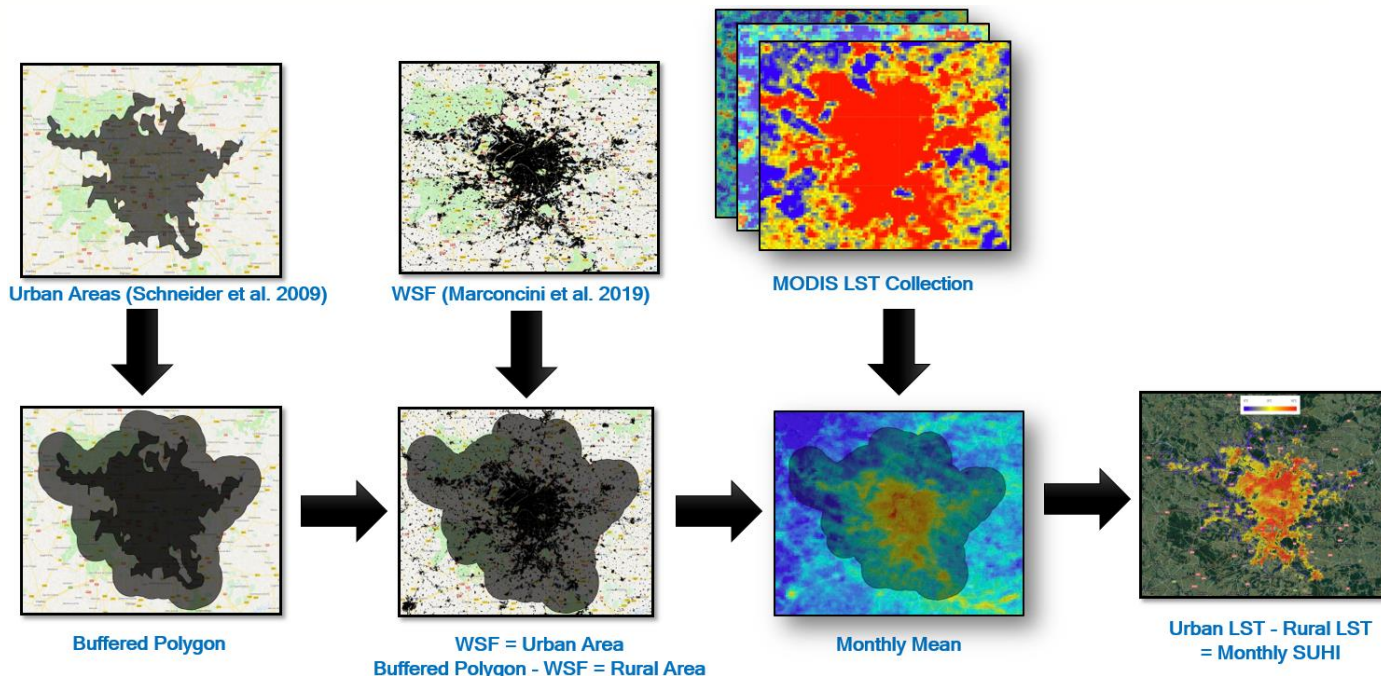 Urban Areas (Schneider et al. 2009)
WSF (Marconcini et al. 2019)
MODIS LST Collection
Buffered Polygon
WSF = Urban Area
Buffered Polygon - WSF = Rural Area
Monthly Mean
Urban LST - Rural LST
= Monthly SUHI